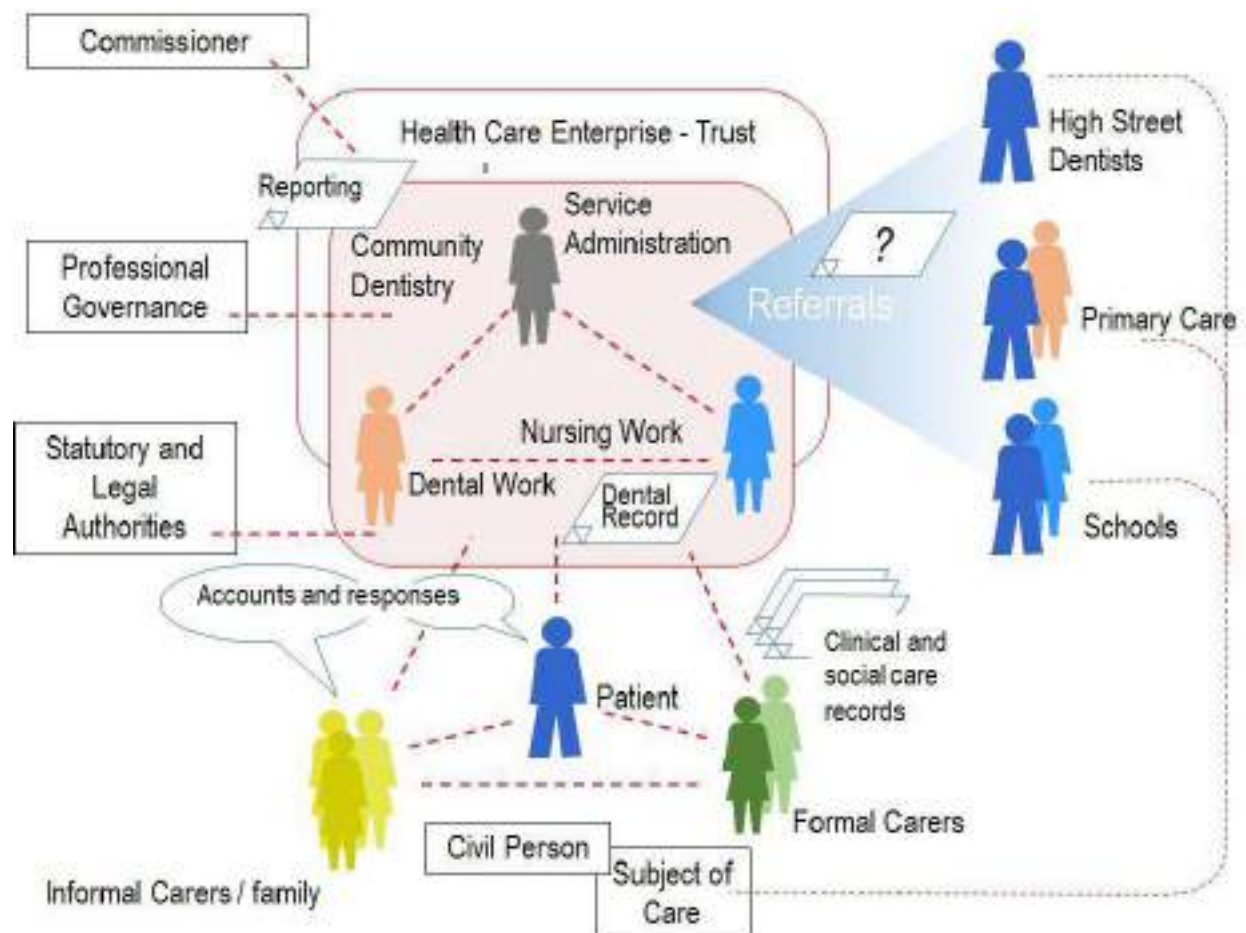 Commissioner
Health Care Enterprise - Trust
High Street
Dentists
Reporting
Service
Administration
Community
Dentistry
?
Professional
Governance
Referrals
Primary Care
Nursing Work
Statutory and
Legal
Authorities
Dental Work
Dental
Record
Schools
Accounts and responses
Clinical and
social care
records
Patient
Formal Carers
Civil Person
Subject of
Care
Informal Carers / family